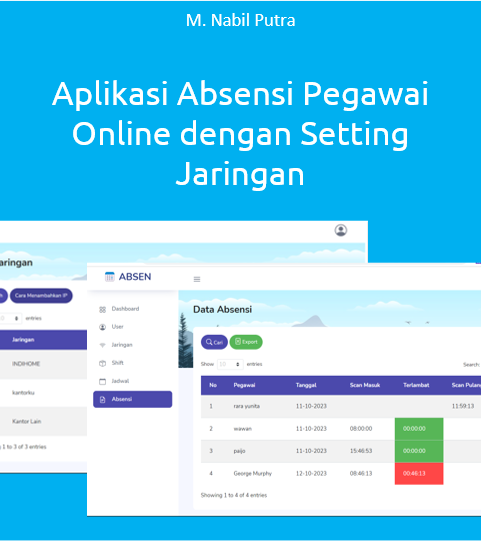 M. Nabil Putra
Aplikasi Absensi Pegawai
Online dengan Setting
Jaringan
aringan
Cara Menambahkan IP
entries
Jaringan
INDIHOME
kantorku
Kantor Lain
1 to 3 of 3 entries
ABSEN
Dashboard
User
Jaringan
Shift
Jadwal
Absensi
Data Absensi
Cari Export
Show 10 entries Search:
No Pegawai Tanggal Scan Masuk Terlambat Scan Pulang
1 rara yunita 11-10-2023 11:59:13
2 wawan 11-10-2023 08:00:00 00:00:00
3 paijo 11-10-2023 15:46:53 00:00:00
4 George Murphy 12-10-2023 08:46:13 00:46:13
Showing 1 to 4 of 4 entries